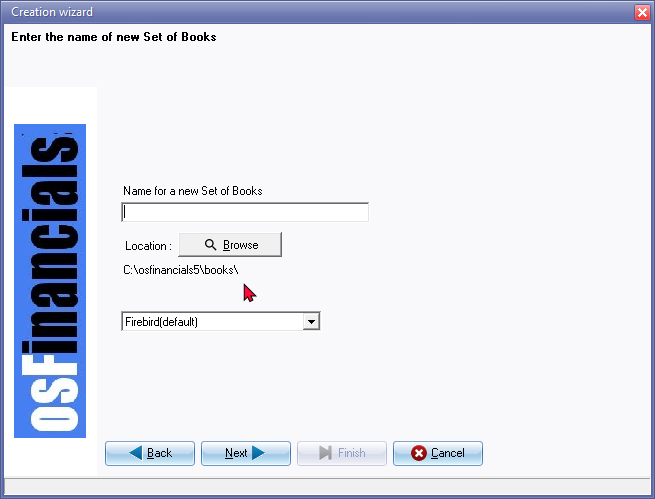 Creation wizard
Enter the name of new Set of Books
osFinancials
Name for a new Set of Books
Location :
Browse
C:\osfinancials5\books\
Firebird(default)
Back
Next
Finish
Cancel